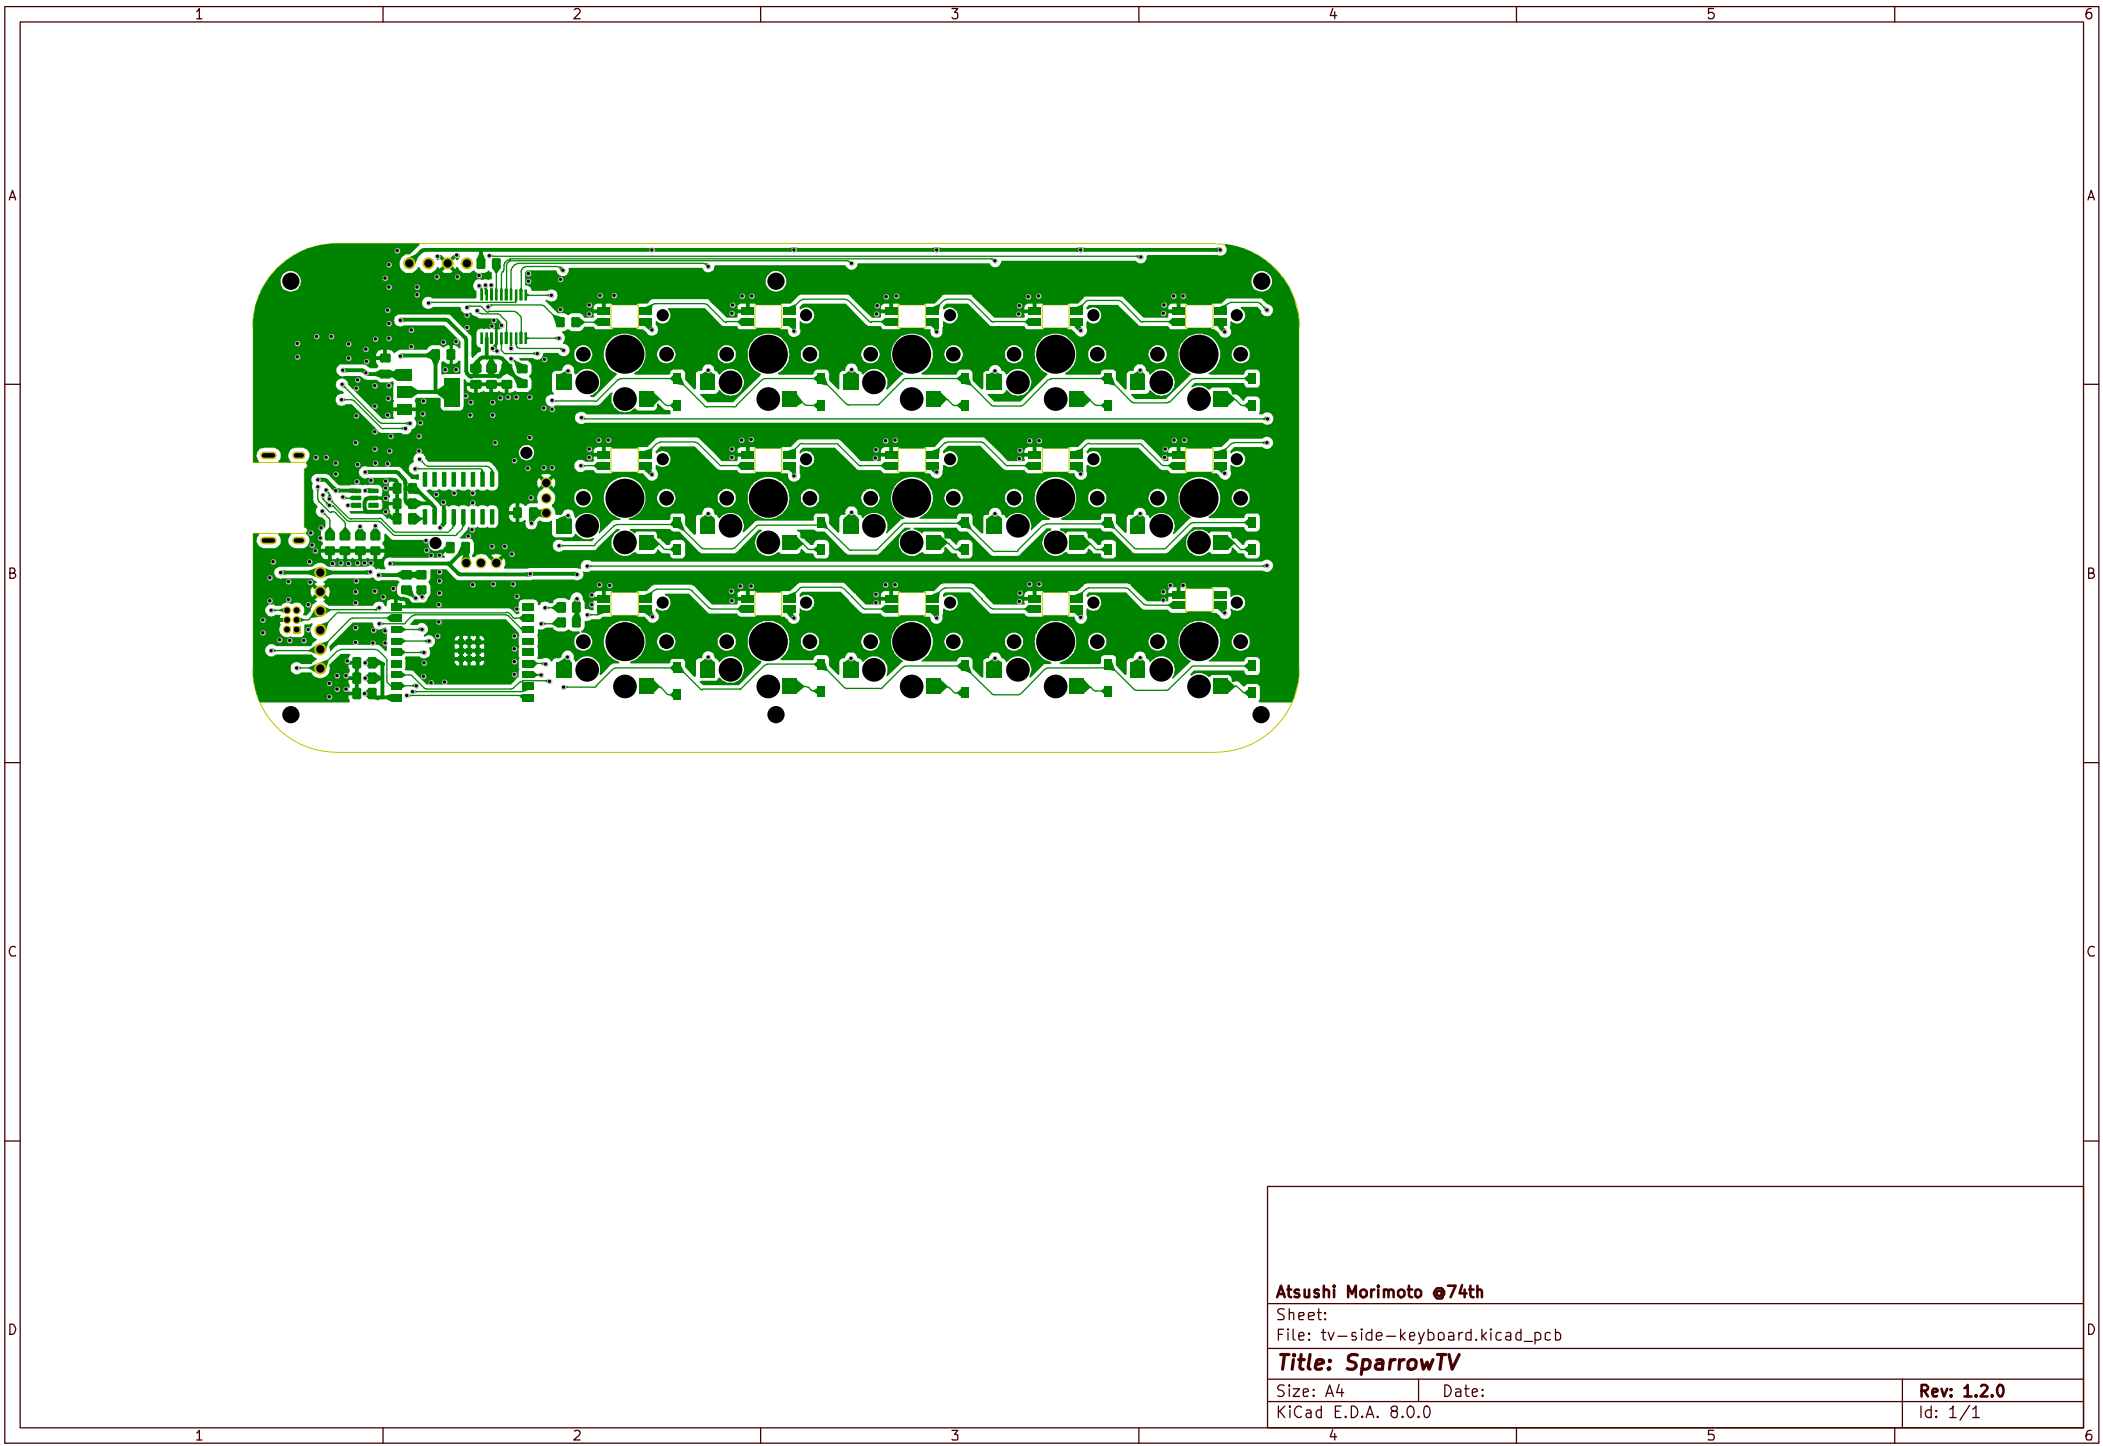 1 2 3 4 5 6
A A
B B
C C
D D
Atsushi Morimoto @74th
Sheet:
File: tv-side-keyboard.kicad_pcb
Title: SparrowTV
Size: A4 Date: Rev: 1.2.0
KiCad E.D.A. 8.0.0 Id: 1/1
1 2 3 4 5 6